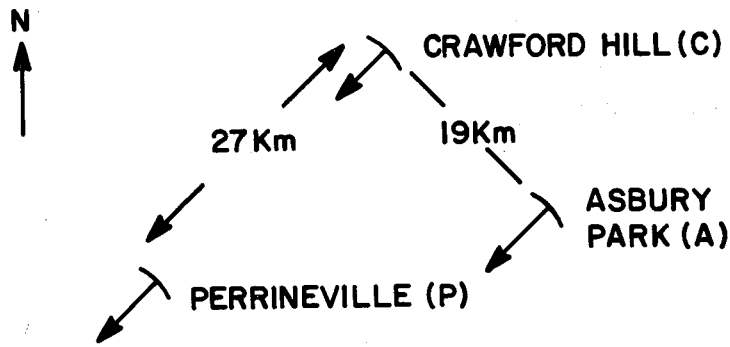 N
CRAWFORD HILL (C)
27 Km
19Km
ASBURY
PARK (A)
PERRINEVILLE (P)